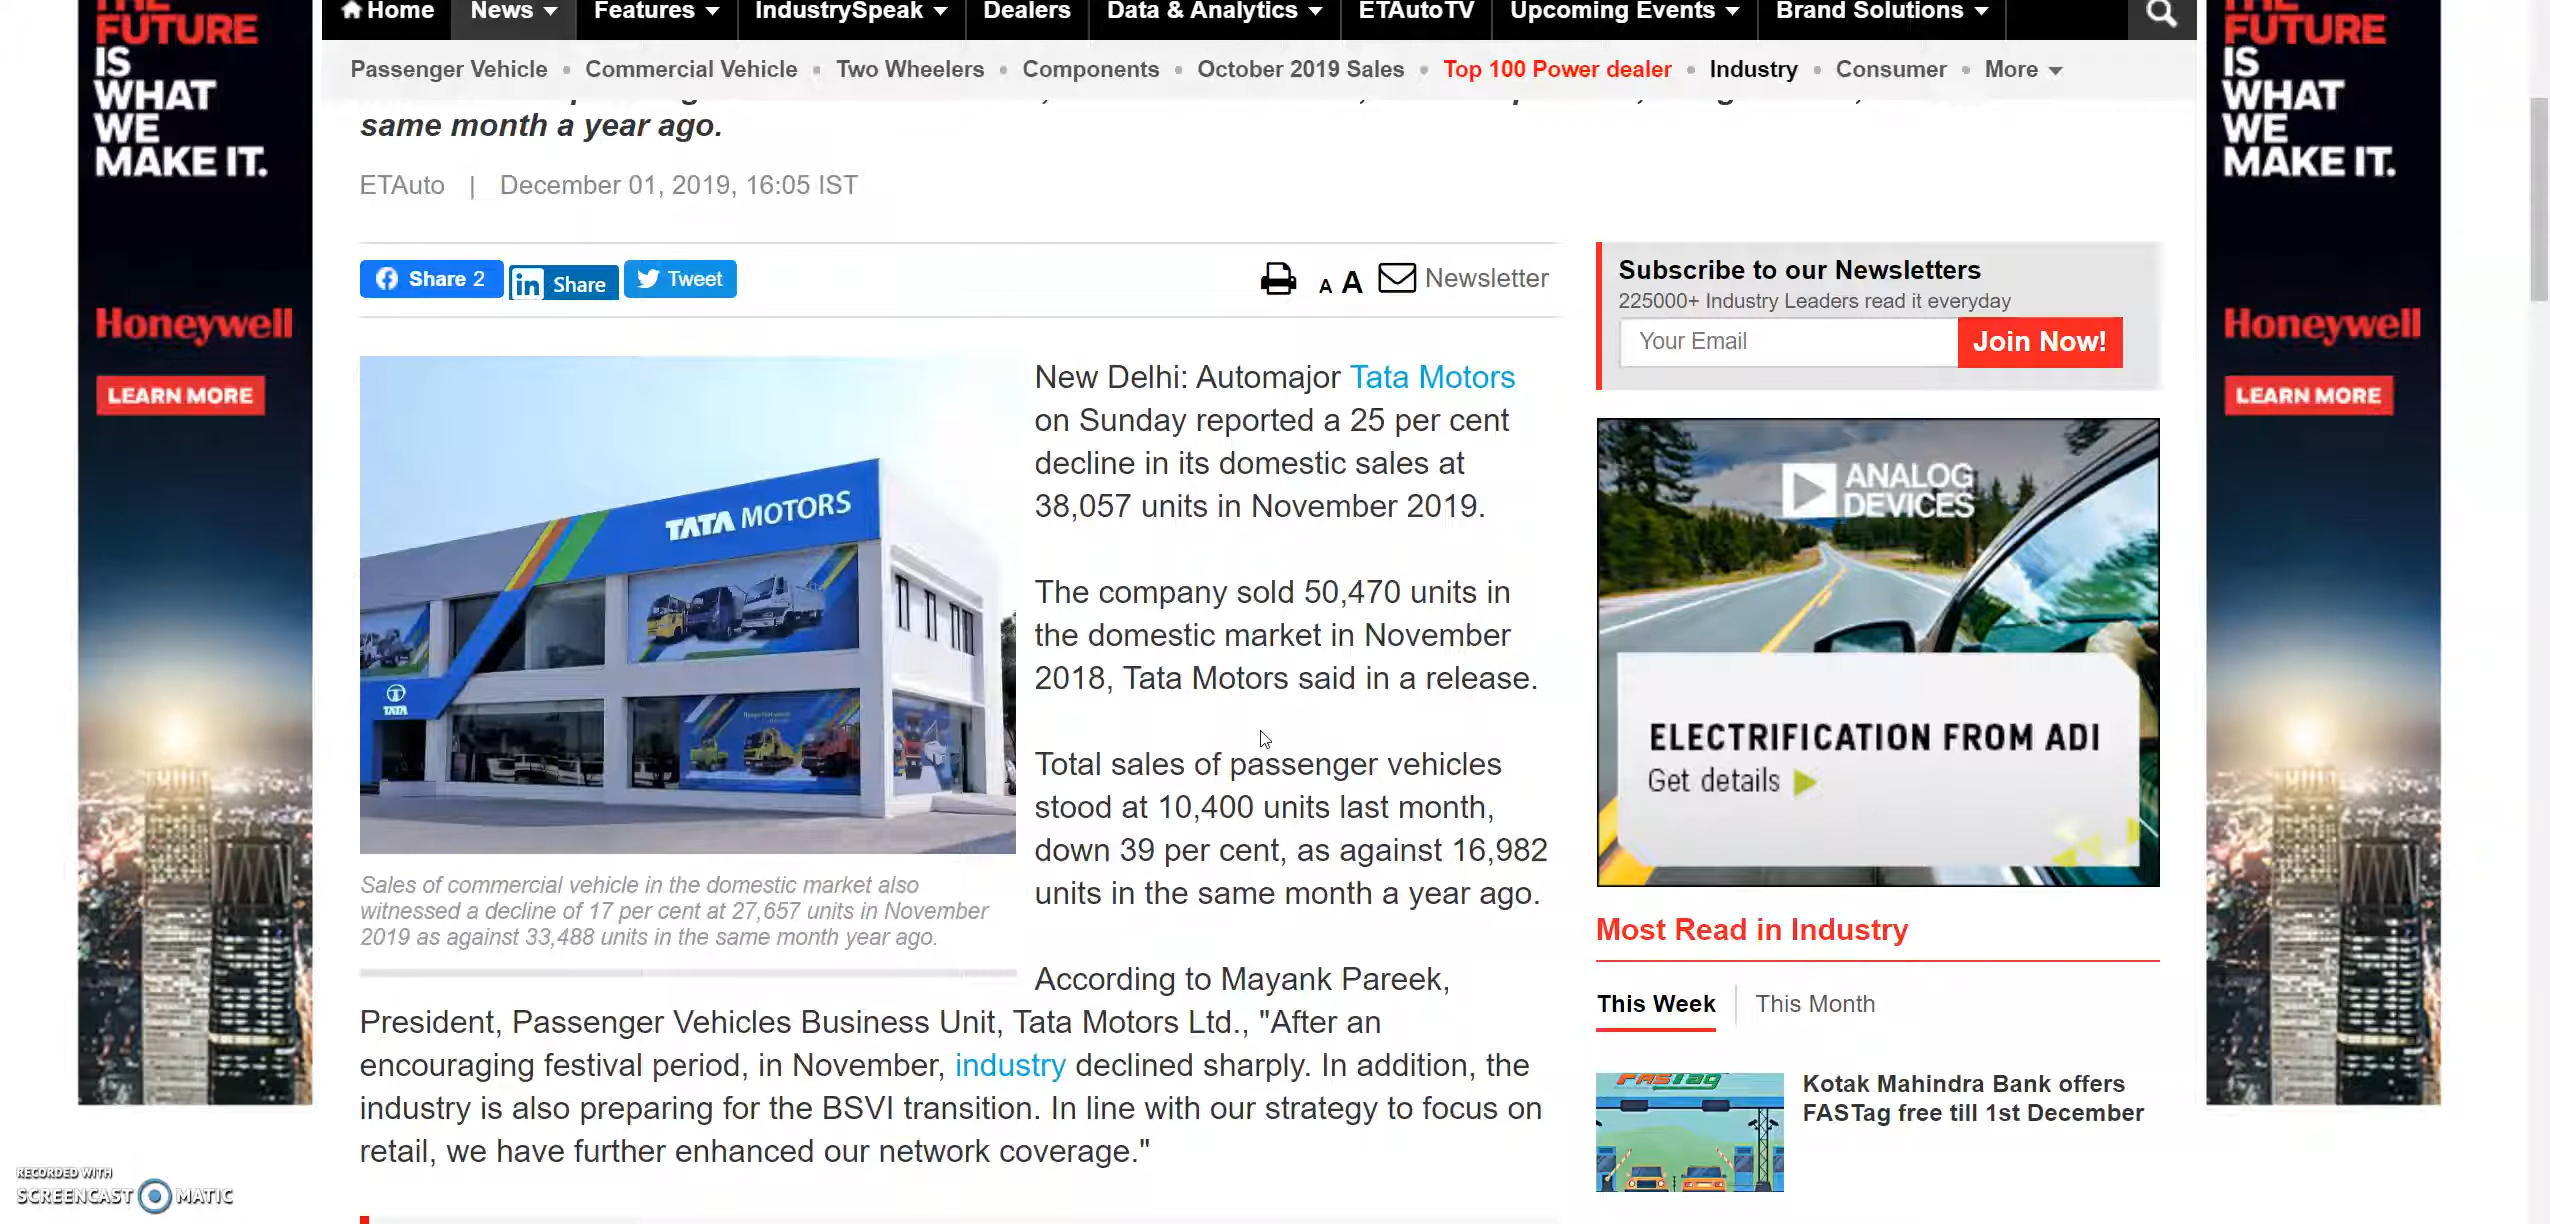 THE
FUTURE
IS
WHAT
WE
MAKE IT.
Honeywell
LEARN MORE
Home
News
Features
IndustrySpeak
Dealers
Data & Analytics
ETAutoTV
Upcoming Events
Brand Solutions
Passenger Vehicle • Commercial Vehicle • Two Wheelers • Components • October 2019 Sales • Top 100 Power dealer • Industry • Consumer • More
same month a year ago.
ETAuto | December 01, 2019, 16:05 IST
Share 2
in Share
Tweet
A A
Newsletter
TATA MOTORS
TATA
Sales of commercial vehicle in the domestic market also
witnessed a decline of 17 per cent at 27,657 units in November
2019 as against 33,488 units in the same month year ago.
New Delhi: Automajor Tata Motors
on Sunday reported a 25 per cent
decline in its domestic sales at
38,057 units in November 2019.
The company sold 50,470 units in
the domestic market in November
2018, Tata Motors said in a release.
Total sales of passenger vehicles
stood at 10,400 units last month,
down 39 per cent, as against 16,982
units in the same month a year ago.
According to Mayank Pareek,
President, Passenger Vehicles Business Unit, Tata Motors Ltd., "After an
encouraging festival period, in November, industry declined sharply. In addition, the
industry is also preparing for the BSVI transition. In line with our strategy to focus on
retail, we have further enhanced our network coverage."
Subscribe to our Newsletters
225000+ Industry Leaders read it everyday
Your Email
Join Now!
ANALOG
DEVICES
ELECTRIFICATION FROM ADI
Get details
Most Read in Industry
This Week
This Month
FASTag
Kotak Mahindra Bank offers
FASTag free till 1st December
THE
FUTURE
IS
WHAT
WE
MAKE IT.
Honeywell
LEARN MORE
RECORDED WITH
SCREENCAST MATIC